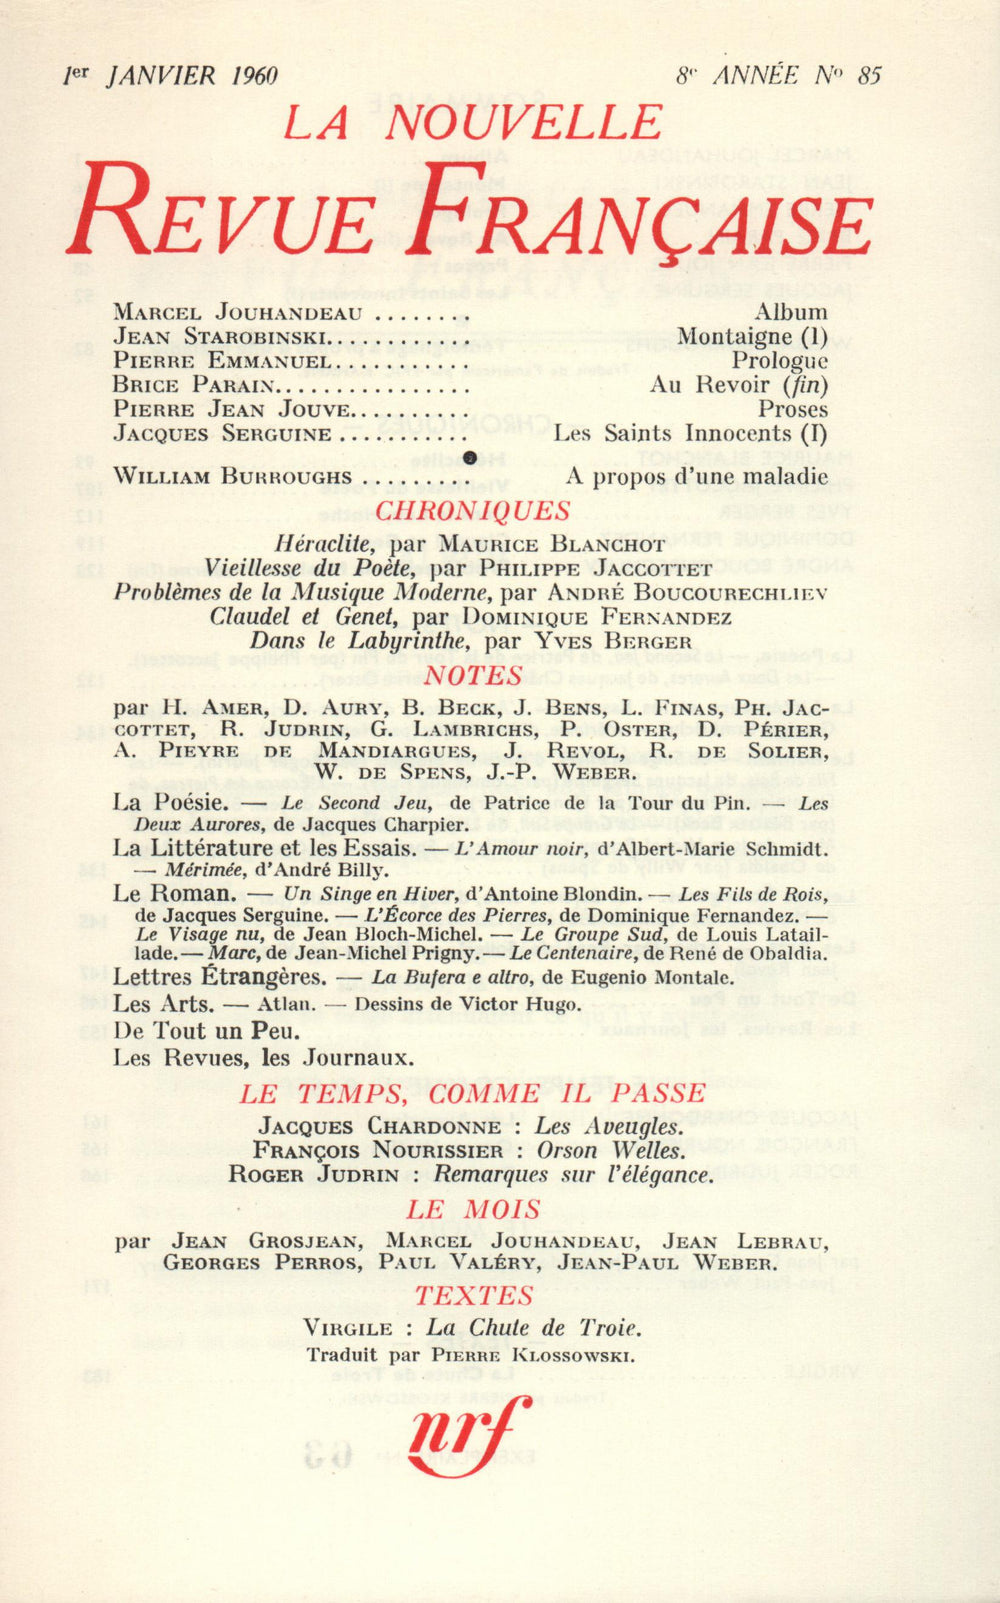 1er JANVIER 1960 8e ANNÉE No 85
LA NOUVELLE
REVUE FRANÇAISE
MARCEL JOUHANDEAU ........ Album
JEAN STAROBINSKI............. Montaigne (I)
PIERRE EMMANUEL............. Prologue
BRICE PARAIN................ Au Revoir (fin)
PIERRE JEAN JOUVE.......... Proses
JACQUES SERGUINE ........... Les Saints Innocents (I)
WILLIAM BURROUGHS ......... A propos d'une maladie
CHRONIQUES
Héraclite, par MAURICE BLANCHOT
Vieillesse du Poète, par PHILIPPE JACCOTTET
Problèmes de la Musique Moderne, par ANDRÉ BOUCOURECHLIEV
Claudel et Genet, par DOMINIQUE FERNANDEZ
Dans le Labyrinthe, par YVES BERGER
NOTES
par H. AMER, D. AURY, B. BECK, J. BENS, L. FINAS, PH. JAC-
COTTET, R. JUDRIN, G. LAMBRICHS, P. OSTER, D. PÉRIER,
A. PIEYRE DE MANDIARGUES, J. REVOL, R. DE SOLIER,
W. DE SPENS, J.-P. WEBER.
La Poésie. — Le Second Jeu, de Patrice de la Tour du Pin. — Les
Deux Aurores, de Jacques Charpier.
La Littérature et les Essais. — L'Amour noir, d'Albert-Marie Schmidt.
— Mérimée, d'André Billy.
Le Roman. — Un Singe en Hiver, d'Antoine Blondin. — Les Fils de Rois,
de Jacques Serguine. — L'Écorce des Pierres, de Dominique Fernandez. —
Le Visage nu, de Jean Bloch-Michel. — Le Groupe Sud, de Louis Latail-
lade. — Marc, de Jean-Michel Prigny. — Le Centenaire, de René de Obaldia.
Lettres Étrangères. — La Bufera e altro, de Eugenio Montale.
Les Arts. — Atlan. — Dessins de Victor Hugo.
De Tout un Peu.
Les Revues, les Journaux.
LE TEMPS, COMME IL PASSE
JACQUES CHARDONNE : Les Aveugles.
FRANÇOIS NOURISSIER : Orson Welles.
ROGER JUDRIN : Remarques sur l'élégance.
LE MOIS
par JEAN GROSJEAN, MARCEL JOUHANDEAU, JEAN LEBRAU,
GEORGES PERROS, PAUL VALÉRY, JEAN-PAUL WEBER.
TEXTES
VIRGILE : La Chute de Troie.
Traduit par PIERRE KLOSSOWSKI.
nrf